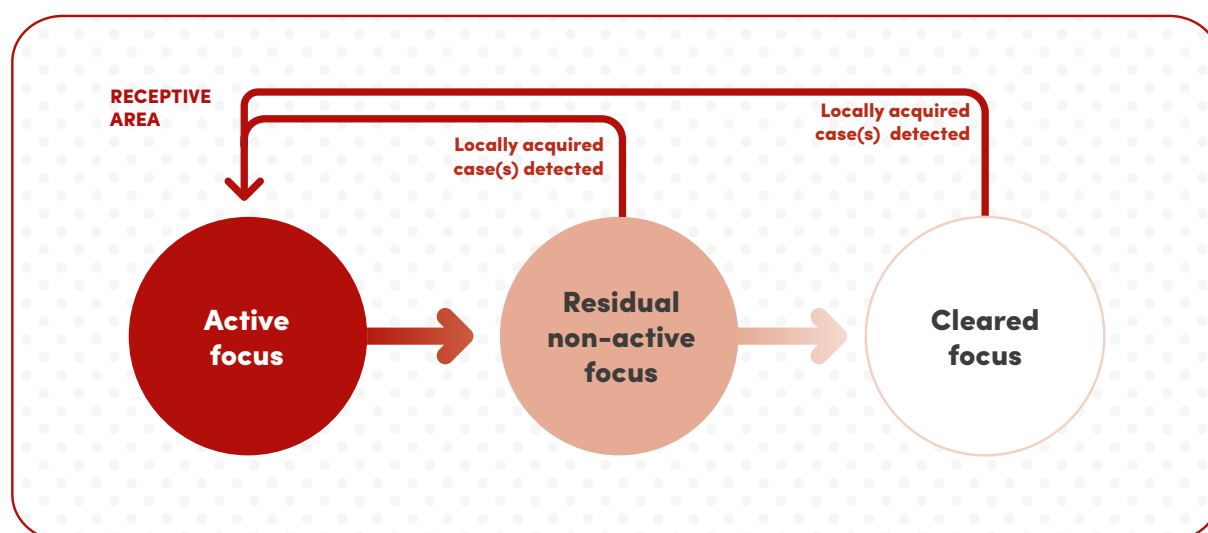 RECEPTIVE
AREA
Locally acquired
case(s) detected
Locally acquired
case(s) detected
Active
focus
Residual
non-active
focus
Cleared
focus